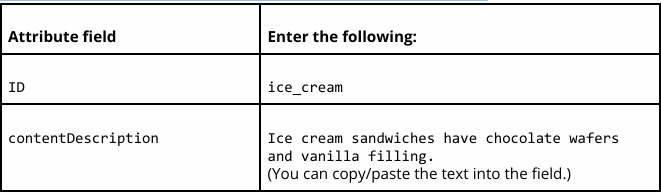 Attribute field
Enter the following:
ID
ice_cream
contentDescription
Ice cream sandwiches have chocolate wafers
and vanilla filling.
(You can copy/paste the text into the field.)